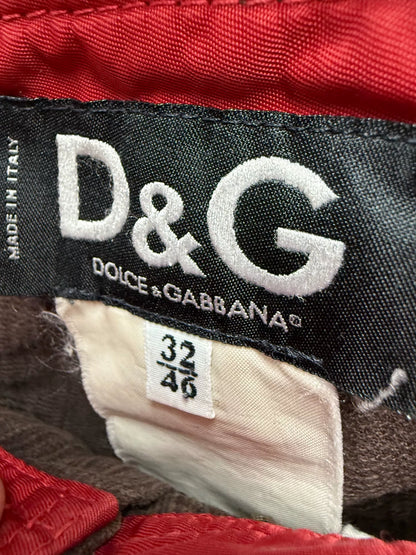 MADE IN ITALY
D&G
DOLCE & GABBANA®
32
46